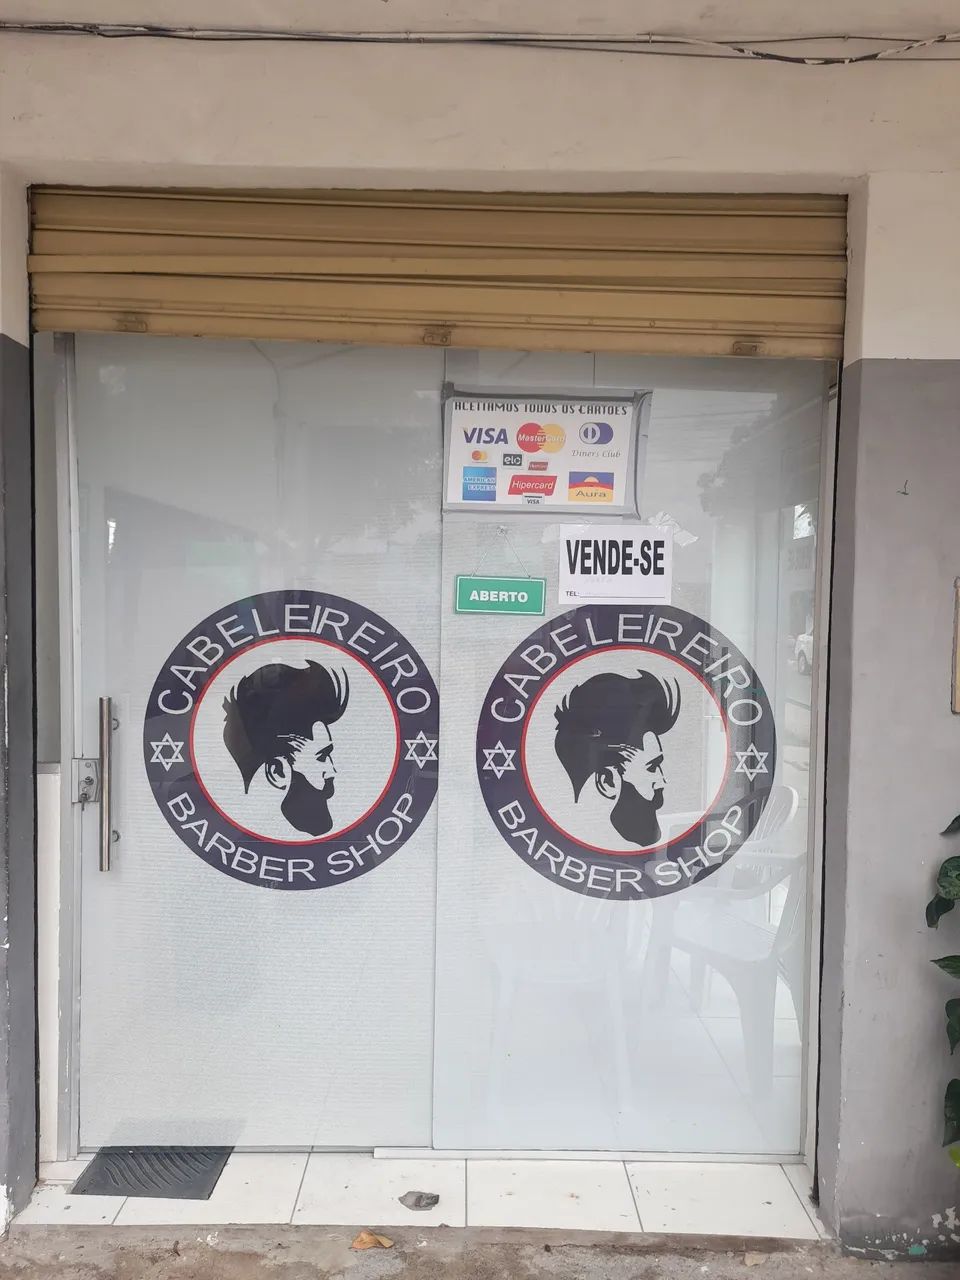 ACEITAMOS TODOS OS CARTÕES
VISA MasterCard Diners Club
elo
AMERICAN EXPRESS Hipercard VISA Aura
VENDE-SE
TEL:
ABERTO
CABELEIREIRO
BARBER SHOP
CABELEIREIRO
BARBER SHOP